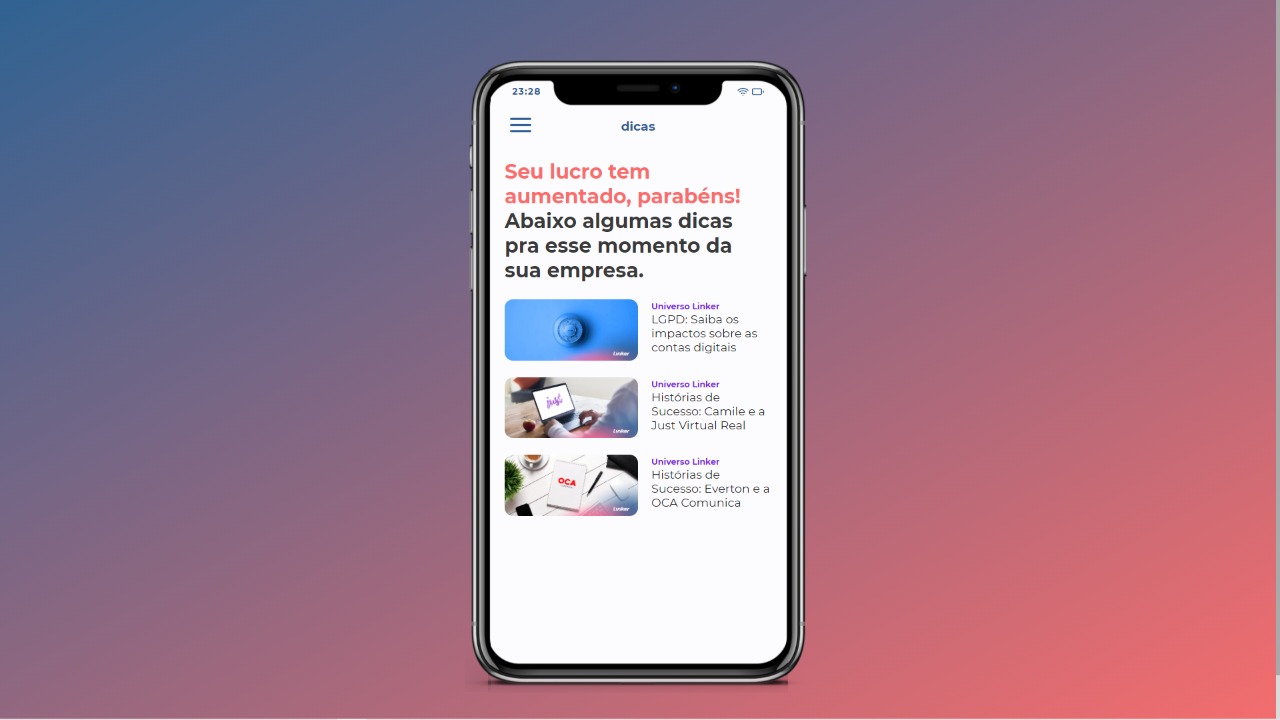 23:28
dicas
Seu lucro tem
aumentado, parabéns!
Abaixo algumas dicas
pra esse momento da
sua empresa.
Universo Linker
LGPD: Saiba os
impactos sobre as
contas digitais
Linker
Universo Linker
Histórias de
Sucesso: Camile e a
Just Virtual Real
just
Linker
Universo Linker
Histórias de
Sucesso: Everton e a
OCA Comunica
OCA
Linker